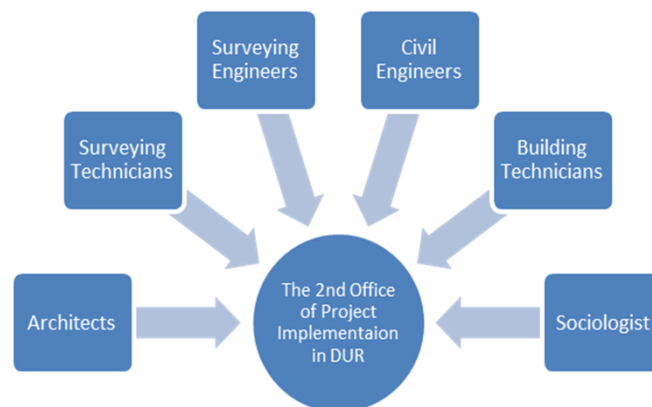 Surveying
Engineers
Civil
Engineers
Surveying
Technicians
Building
Technicians
Architects
The 2nd Office
of Project
Implementaion
in DUR
Sociologist